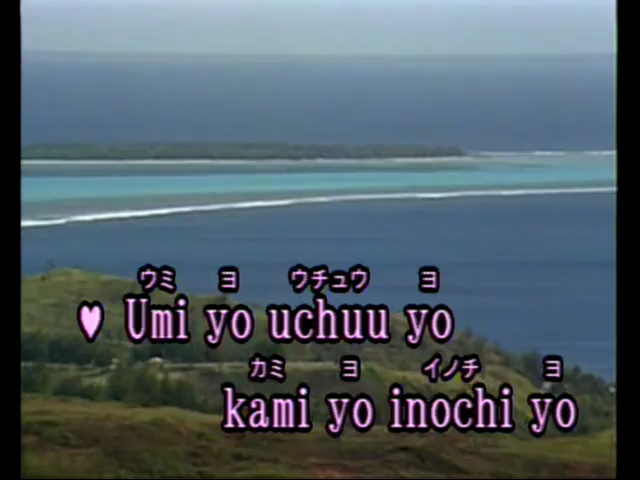 ウミ ヨ ウチュウ ヨ
♥ Umi yo uchuu yo
カミ ヨ イノチ ヨ
kami yo inochi yo